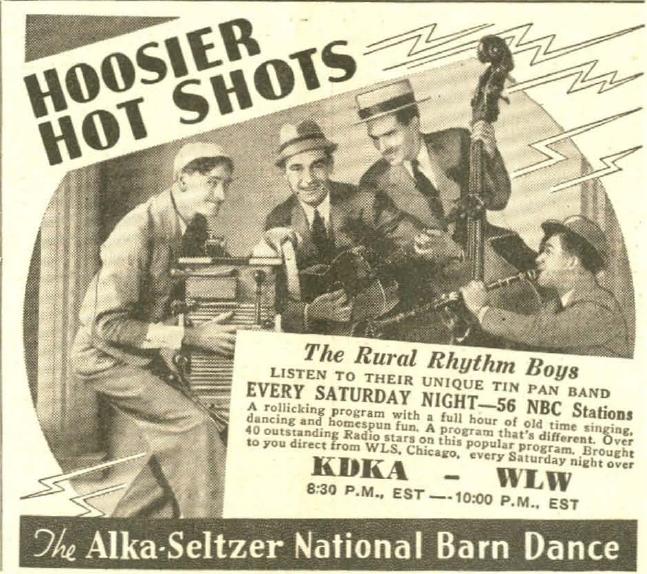 HOOSIER
HOT SHOTS
The Rural Rhythm Boys
LISTEN TO THEIR UNIQUE TIN PAN BAND
EVERY SATURDAY NIGHT—56 NBC Stations
A rollicking program with a full hour of old time singing,
dancing and homespun fun. A program that's different. Over
40 outstanding Radio stars on this popular program. Brought
to you direct from WLS, Chicago, every Saturday night over
KDKA – WLW
8:30 P.M., EST —-10:00 P.M., EST
The Alka-Seltzer National Barn Dance